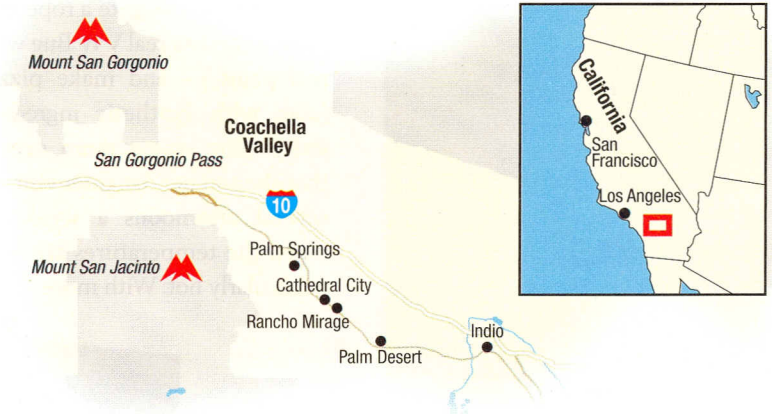 Mount San Gorgonio
Coachella
Valley
San Gorgonio Pass
10
Palm Springs
Mount San Jacinto
Cathedral City
Rancho Mirage
Indio
Palm Desert
California
San
Francisco
Los Angeles